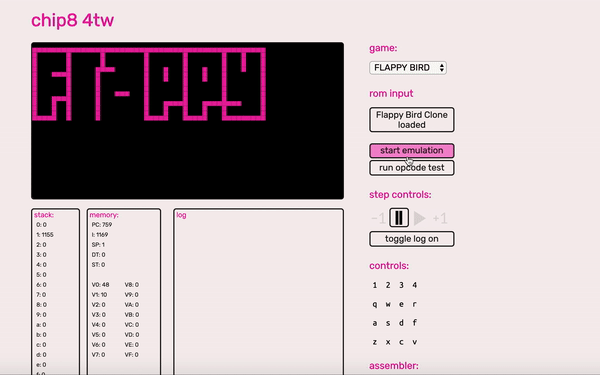 chip8 4tw
Flappy
game:
FLAPPY BIRD
rom input
Flappy Bird Clone
loaded
start emulation
run opcode test
step controls:
-1 +1
toggle log on
controls:
1 2 3 4
q w e r
a s d f
z x c v
assembler:
stack:
0: 0
1: 1155
2: 0
3: 0
4: 0
5: 0
6: 0
7: 0
8: 0
9: 0
a: 0
b: 0
c: 0
d: 0
e: 0
memory:
PC: 759
I: 1169
SP: 1
DT: 0
ST: 0
V0: 48 V8: 0
V1: 10 V9: 0
V2: 0 VA: 0
V3: 0 VB: 0
V4: 0 VC: 0
V5: 0 VD: 0
V6: 0 VE: 0
V7: 0 VF: 0
log